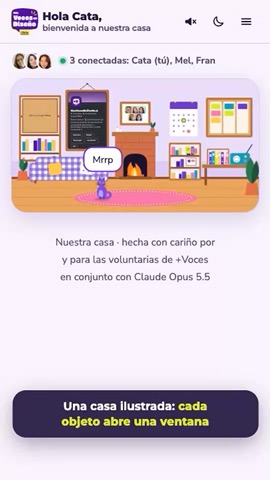 +Voces en
Diseño
Hola Cata,
bienvenida a nuestra casa
3 conectadas: Cata (tú), Mel, Fran
Mrrp
Nuestra casa · hecha con cariño por
y para las voluntarias de +Voces
en conjunto con Claude Opus 5.5
Una casa ilustrada: cada
objeto abre una ventana